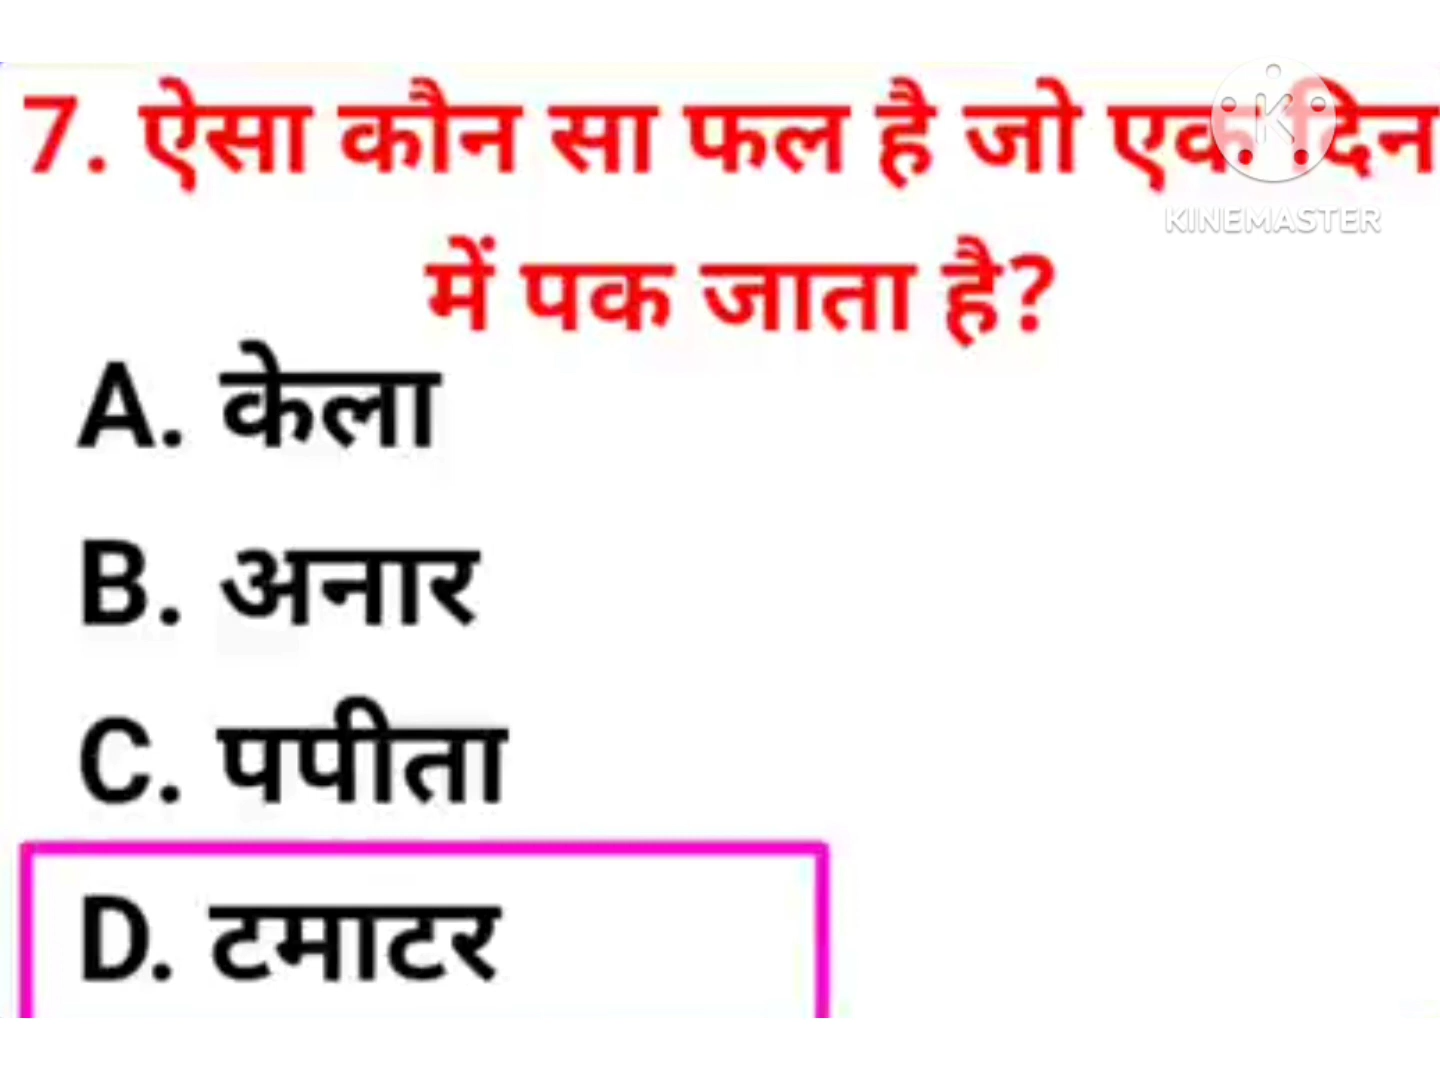 7. ऐसा कौन सा फल है जो एक दिन
में पक जाता है?
KINEMASTER
A. केला
B. अनार
C. पपीता
D. टमाटर